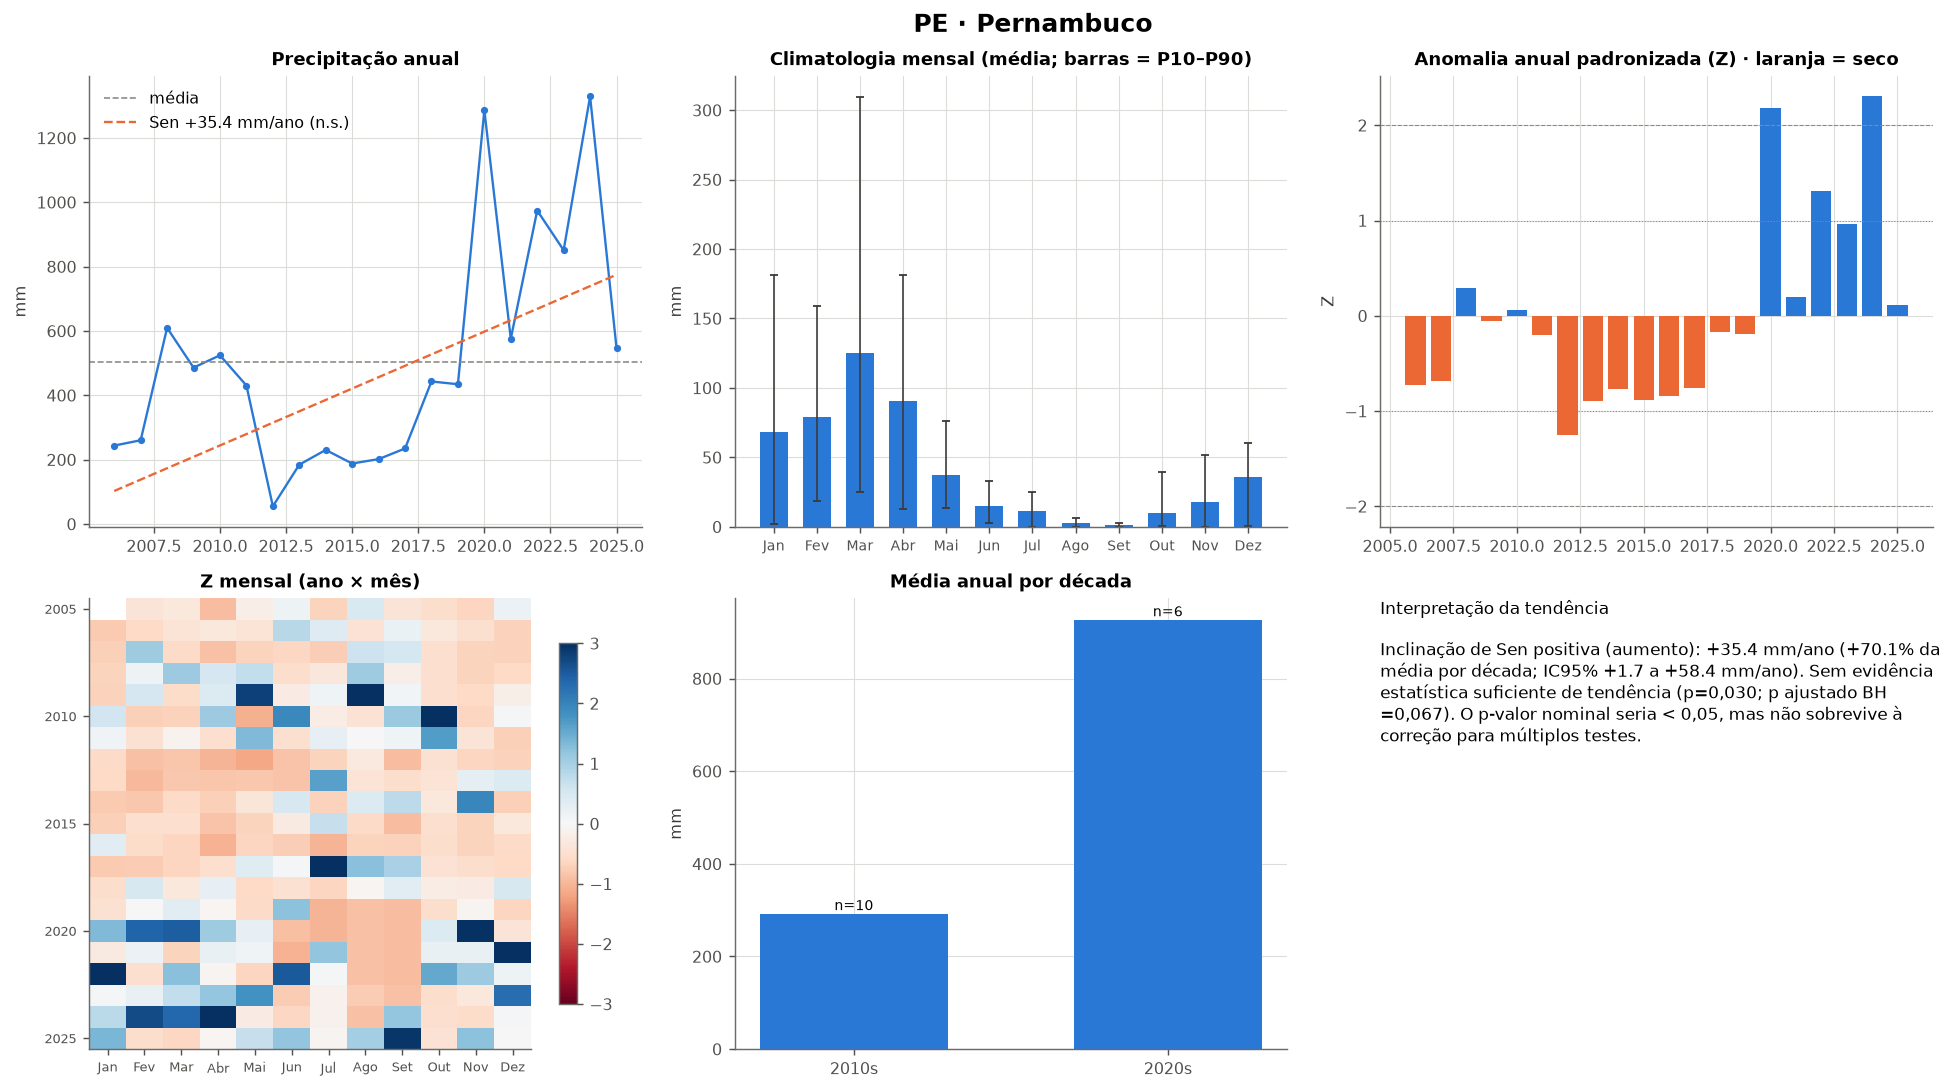 PE · Pernambuco
Precipitação anual
mm
1200
1000
800
600
400
200
0
média
Sen +35.4 mm/ano (n.s.)
2007.5 2010.0 2012.5 2015.0 2017.5 2020.0 2022.5 2025.0
Climatologia mensal (média; barras = P10–P90)
mm
300
250
200
150
100
50
0
Jan Fev Mar Abr Mai Jun Jul Ago Set Out Nov Dez
Anomalia anual padronizada (Z) · laranja = seco
Z
2
1
0
−1
−2
2005.0 2007.5 2010.0 2012.5 2015.0 2017.5 2020.0 2022.5 2025.0
Z mensal (ano × mês)
2005
2010
2015
2020
2025
Jan Fev Mar Abr Mai Jun Jul Ago Set Out Nov Dez
3
2
1
0
−1
−2
−3
Média anual por década
mm
800
600
400
200
0
n=10
n=6
2010s 2020s
Interpretação da tendência
Inclinação de Sen positiva (aumento): +35.4 mm/ano (+70.1% da
média por década; IC95% +1.7 a +58.4 mm/ano). Sem evidência
estatística suficiente de tendência (p=0,030; p ajustado BH
=0,067). O p-valor nominal seria < 0,05, mas não sobrevive à
correção para múltiplos testes.